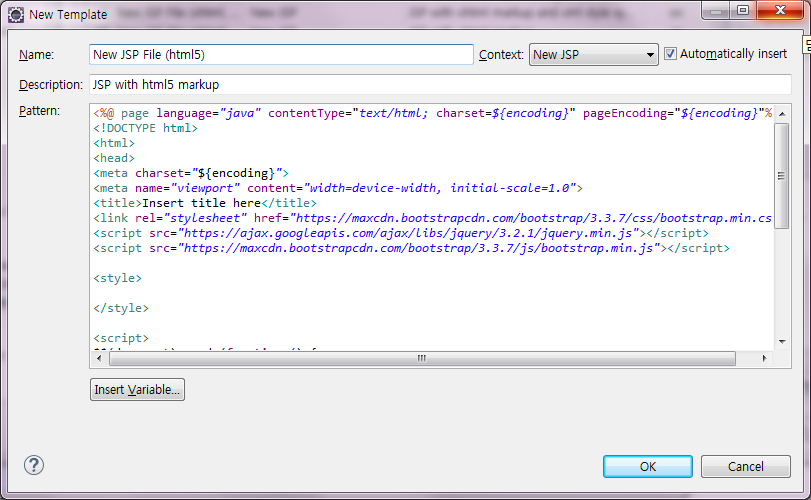 New Template
Name: New JSP File (html5) Context: New JSP Automatically insert
Description: JSP with html5 markup
Pattern:
<%@ page language="java" contentType="text/html; charset=${encoding}" pageEncoding="${encoding}"%
<!DOCTYPE html>
<html>
<head>
<meta charset="${encoding}">
<meta name="viewport" content="width=device-width, initial-scale=1.0">
<title>Insert title here</title>
<link rel="stylesheet" href="https://maxcdn.bootstrapcdn.com/bootstrap/3.3.7/css/bootstrap.min.cs
<script src="https://ajax.googleapis.com/ajax/libs/jquery/3.2.1/jquery.min.js"></script>
<script src="https://maxcdn.bootstrapcdn.com/bootstrap/3.3.7/js/bootstrap.min.js"></script>
<style>
</style>
<script>
Insert Variable...
?
OK Cancel